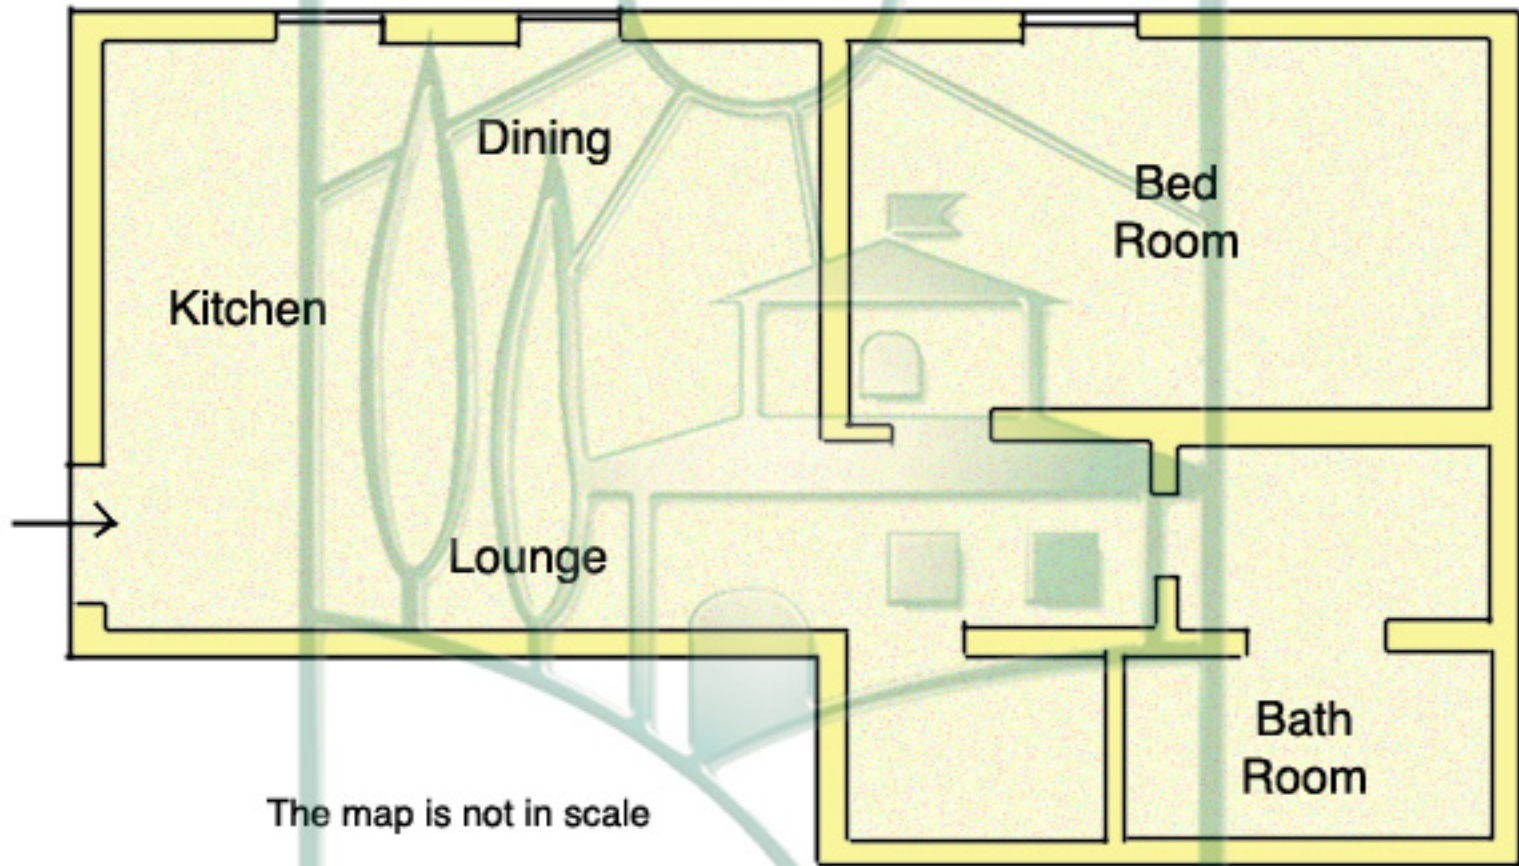 Dining
Bed
Room
Kitchen
Lounge
Bath
Room
The map is not in scale